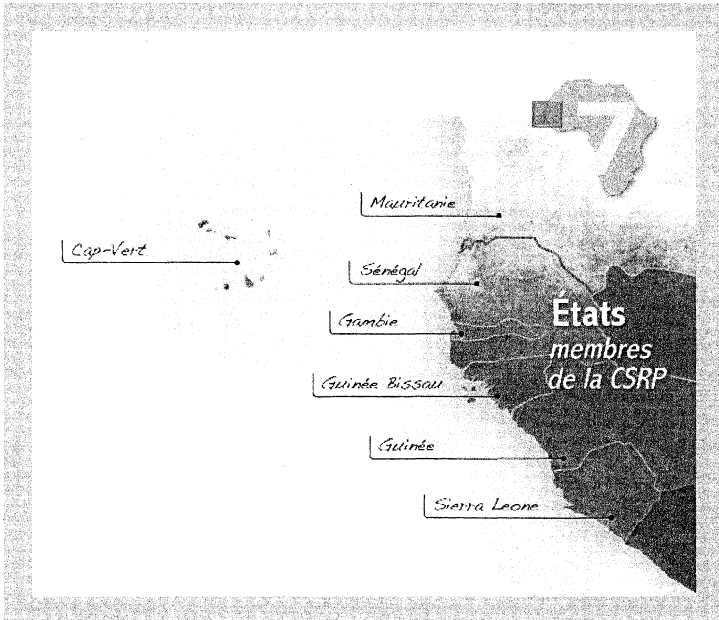 7
Mauritanie
Cap-Vert
Sénégal
États
membres
de la CSRP
Gambie
Guinée Bissau
Guinée
Sierra Leone